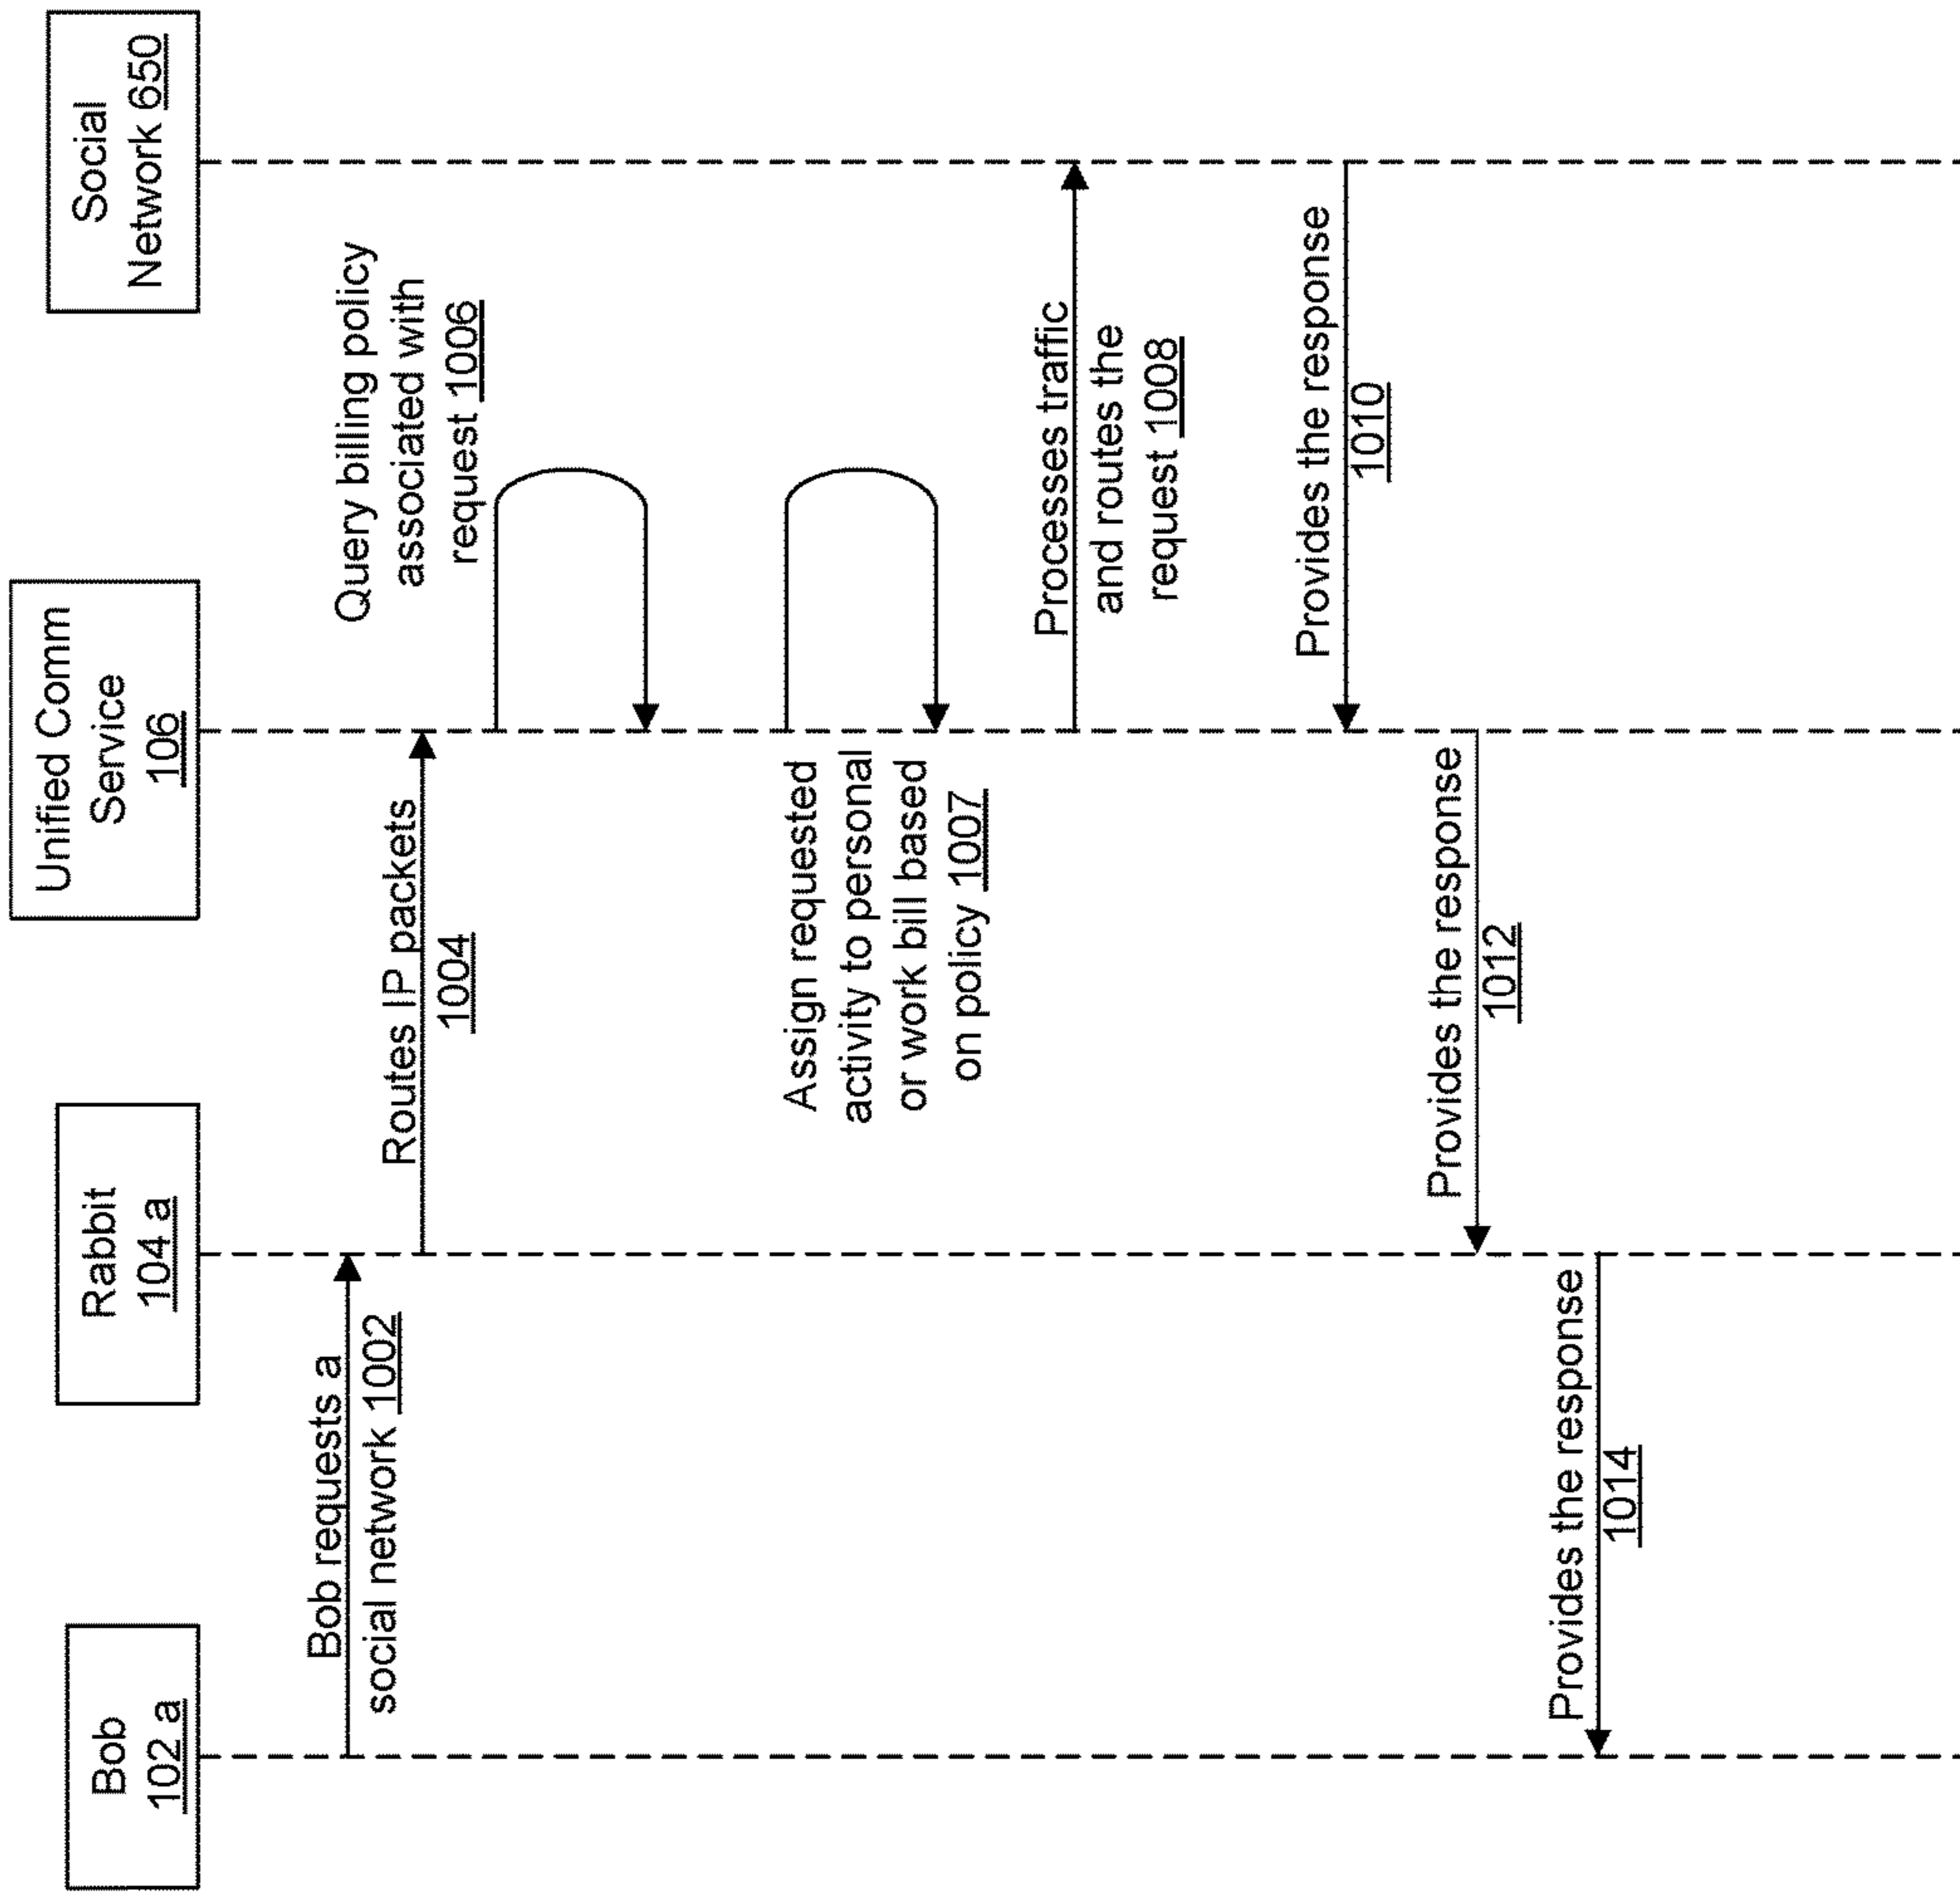 Bob
102 a
Rabbit
104 a
Unified Comm
Service
106
Social
Network 650
Bob requests a
social network 1002
Routes IP packets
1004
Query billing policy
associated with
request 1006
Assign requested
activity to personal
or work bill based
on policy 1007
Processes traffic
and routes the
request 1008
Provides the response
1010
Provides the response
1012
Provides the response
1014